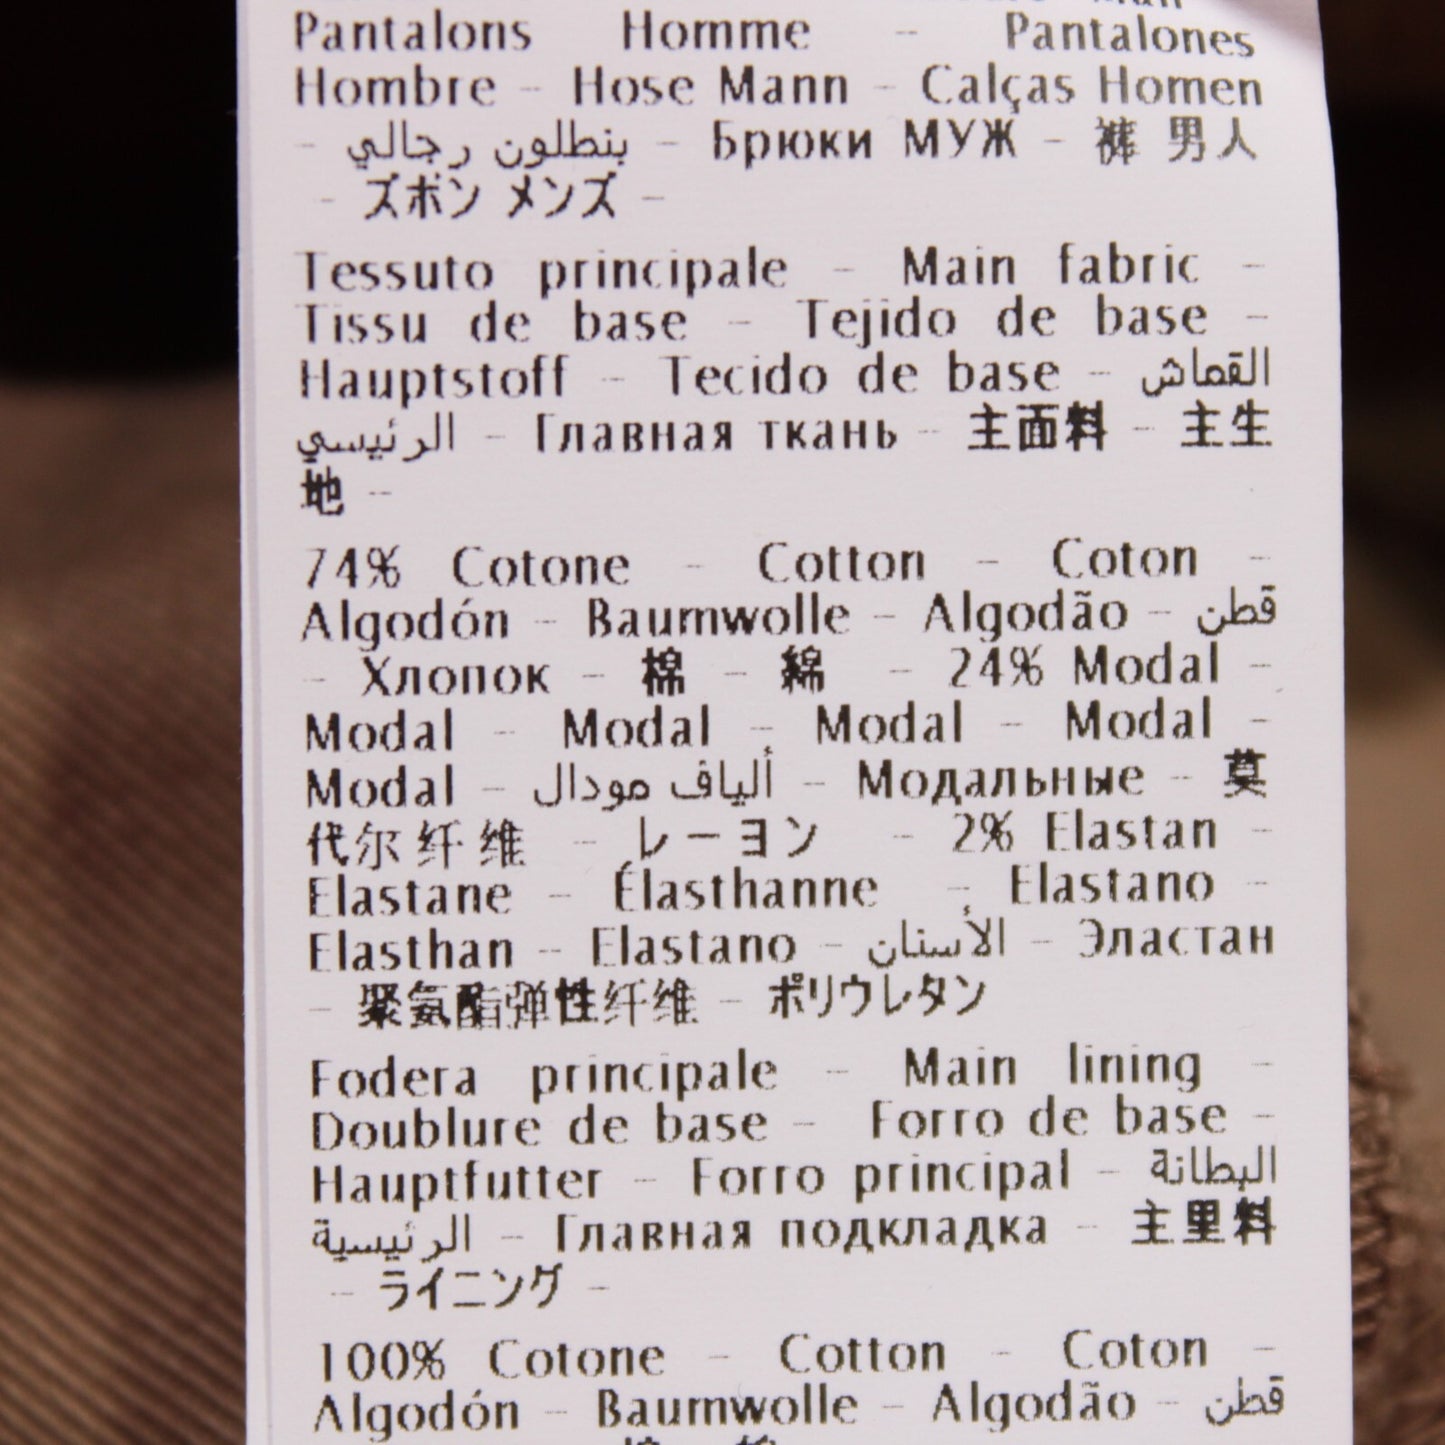 Pantalons Homme - Pantalones
Hombre - Hose Mann - Calças Homen
- بنطلون رجالي - Брюки МУЖ - 裤 男人
- ズボン メンズ -
Tessuto principale - Main fabric -
Tissu de base - Tejido de base -
Hauptstoff - Tecido de base - القماش
الرئيسي - Главная ткань - 主面料 - 主生
地 -
74% Cotone - Cotton - Coton -
Algodón - Baumwolle - Algodão - قطن
- Хлопок - 棉 - 綿 - 24% Modal -
Modal - Modal - Modal - Modal -
Modal - ألياف مودال - Модальные - 莫
代尔纤维 - レーヨン - 2% Elastan -
Elastane - Élasthanne - Elastano -
Elasthan - Elastano - الأسنان - Эластан
- 聚氨酯弹性纤维 - ポリウレタン
Fodera principale - Main lining -
Doublure de base - Forro de base -
Hauptfutter - Forro principal - البطانة
الرئيسية - Главная подкладка - 主里料
- ライニング -
100% Cotone - Cotton - Coton -
Algodón - Baumwolle - Algodão - قطن